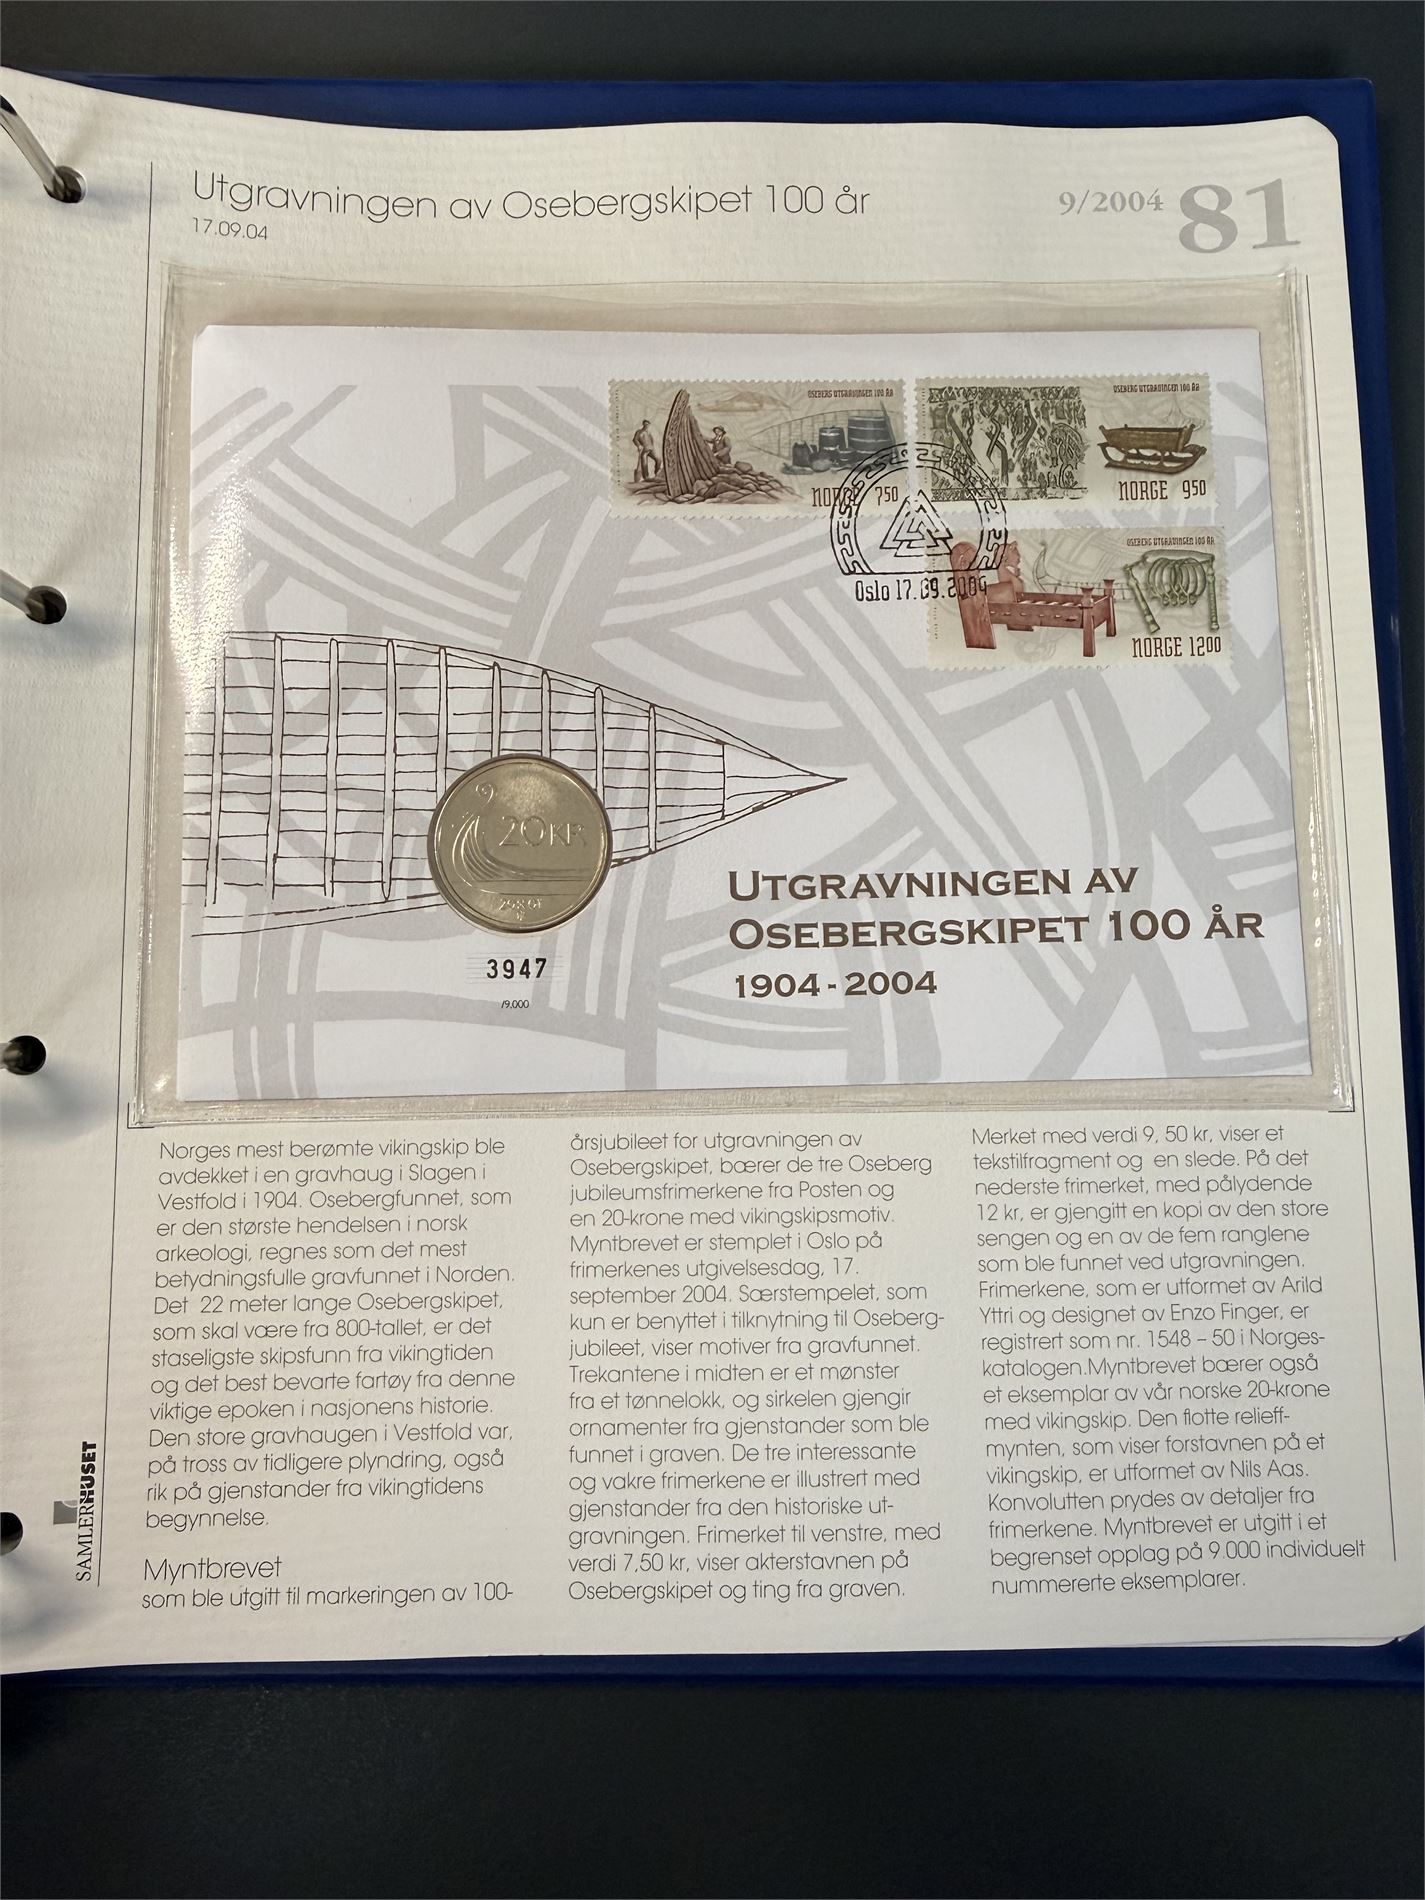 Utgravningen av Osebergskipet 100 år
17.09.04
9/2004 81
OSEBERG UTGRAVNINGEN 100 ÅR
NORGE 750
OSEBERG UTGRAVNINGEN 100 ÅR
NORGE 950
OSEBERG UTGRAVNINGEN 100 ÅR
NORGE 1200
Oslo 17.09.2004
20 KR
3947
/9.000
UTGRAVNINGEN AV
OSEBERGSKIPET 100 ÅR
1904 - 2004
Norges mest berømte vikingskip ble
avdekket i en gravhaug i Slagen i
Vestfold i 1904. Osebergfunnet, som
er den største hendelsen i norsk
arkeologi, regnes som det mest
betydningsfulle gravfunnet i Norden.
Det 22 meter lange Osebergskipet,
som skal være fra 800-tallet, er det
staseligste skipsfunn fra vikingtiden
og det best bevarte fartøy fra denne
viktige epoken i nasjonens historie.
Den store gravhaugen i Vestfold var,
på tross av tidligere plyndring, også
rik på gjenstander fra vikingtidens
begynnelse.
Myntbrevet
som ble utgitt til markeringen av 100-
årsjubileet for utgravningen av
Osebergskipet, bærer de tre Oseberg
jubileumsfrimerkene fra Posten og
en 20-krone med vikingskipsmotiv.
Myntbrevet er stemplet i Oslo på
frimerkenes utgivelsesdag, 17.
september 2004. Særstempelet, som
kun er benyttet i tilknytning til Oseberg-
jubileet, viser motiver fra gravfunnet.
Trekantene i midten er et mønster
fra et tønnelokk, og sirkelen gjengir
ornamenter fra gjenstander som ble
funnet i graven. De tre interessante
og vakre frimerkene er illustrert med
gjenstander fra den historiske ut-
gravningen. Frimerket til venstre, med
verdi 7,50 kr, viser akterstavnen på
Osebergskipet og ting fra graven.
Merket med verdi 9, 50 kr, viser et
tekstilfragment og en slede. På det
nederste frimerket, med pålydende
12 kr, er gjengitt en kopi av den store
sengen og en av de fem ranglene
som ble funnet ved utgravningen.
Frimerkene, som er utformet av Arild
Yttri og designet av Enzo Finger, er
registrert som nr. 1548 – 50 i Norges-
katalogen.Myntbrevet bærer også
et eksemplar av vår norske 20-krone
med vikingskip. Den flotte relieff-
mynten, som viser forstavnen på et
vikingskip, er utformet av Nils Aas.
Konvolutten prydes av detaljer fra
frimerkene. Myntbrevet er utgitt i et
begrenset opplag på 9.000 individuelt
nummererte eksemplarer.
SAMLERHUSET